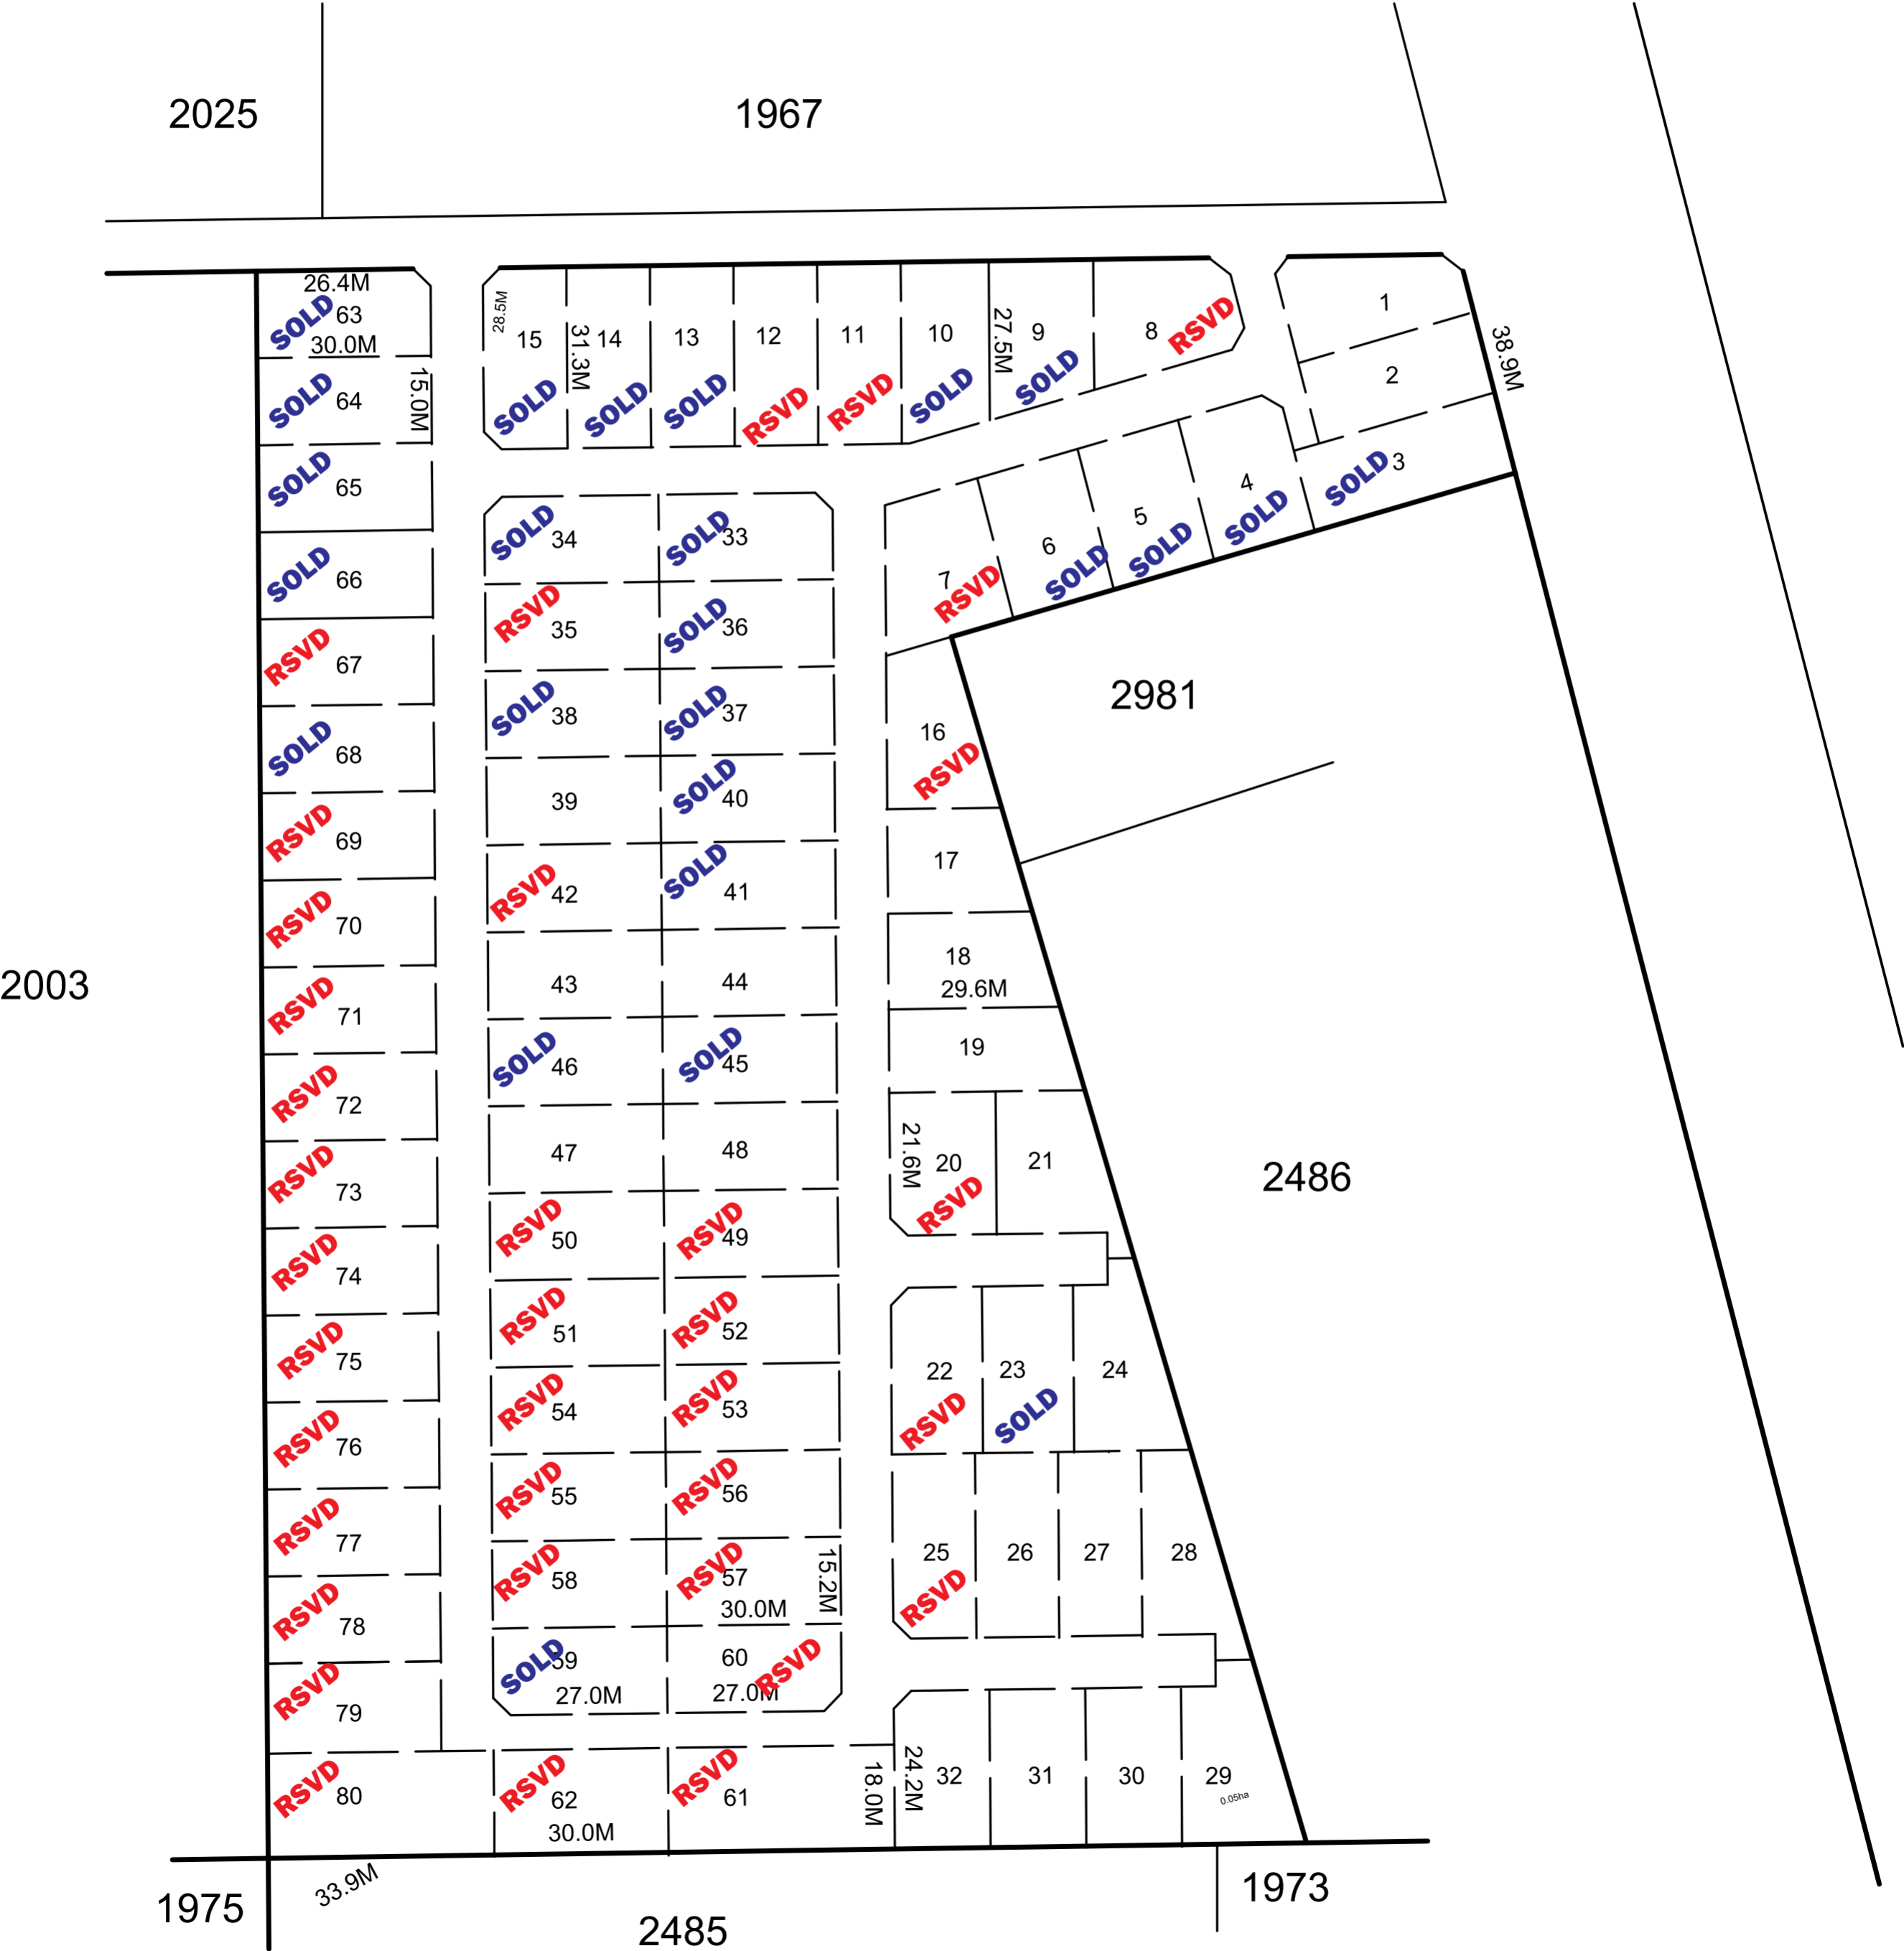 2025
1967
26.4M
SOLD
63
30.0M
SOLD
64
15.0M
SOLD
65
SOLD
66
RSVD
67
SOLD
68
RSVD
69
RSVD
70
RSVD
71
RSVD
72
RSVD
73
RSVD
74
RSVD
75
RSVD
76
RSVD
77
RSVD
78
RSVD
79
RSVD
80
28.5M
15
SOLD
31.3M
14
SOLD
13
SOLD
12
RSVD
11
RSVD
10
SOLD
27.5M
9
SOLD
8
RSVD
1
2
38.9M
SOLD
3
4
SOLD
5
SOLD
6
SOLD
7
RSVD
SOLD
34
SOLD
33
RSVD
35
SOLD
36
SOLD
38
SOLD
37
39
SOLD
40
RSVD
42
SOLD
41
43
44
SOLD
46
SOLD
45
47
48
RSVD
50
RSVD
49
RSVD
51
RSVD
52
RSVD
54
RSVD
53
RSVD
55
RSVD
56
RSVD
58
RSVD
57
30.0M
15.2M
SOLD
59
27.0M
60
RSVD
27.0M
RSVD
62
30.0M
RSVD
61
18.0M
16
RSVD
17
18
29.6M
19
21.6M
20
RSVD
21
22
RSVD
23
SOLD
24
25
RSVD
26
27
28
24.2M
32
31
30
29
0.05ha
2981
2486
2003
1975
33.9M
2485
1973